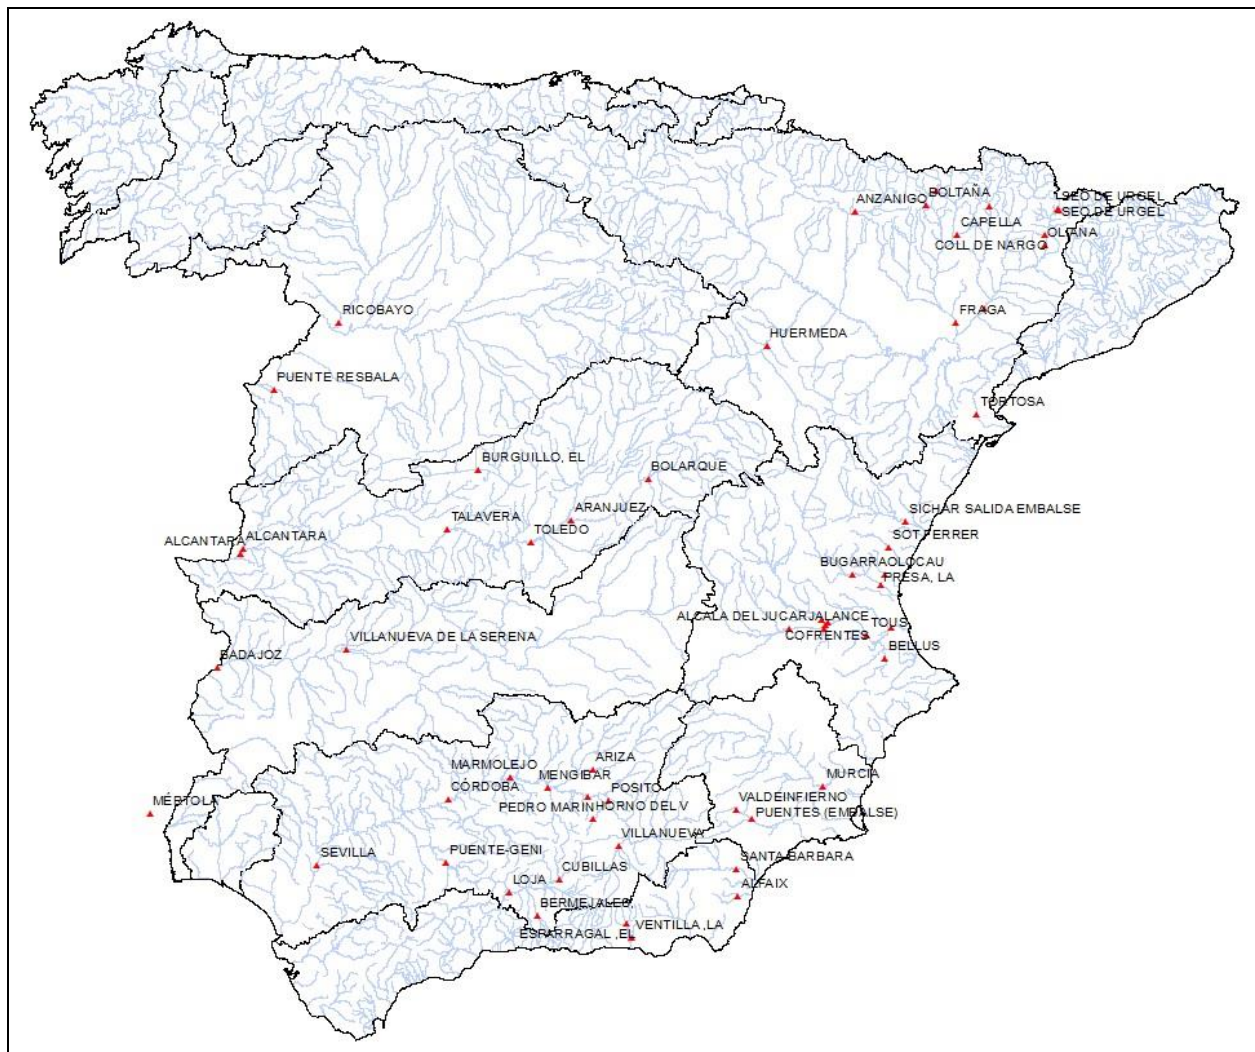 BOLTAÑA
SEO DE URGEL
ANZANIGO
SEO DE URGEL
CAPELLA
OLIANA
COLL DE NARGO
RICOBAYO
FRAGA
HUERMEDA
PUENTE RESBALA
TORTOSA
BURGUILLO, EL
BOLARQUE
ARANJUEZ
SICHAR SALIDA EMBALSE
TALAVERA
TOLEDO
SOT FERRER
ALCANTARA
ALCANTARA
BUGARRA
OLOCAU
PRESA, LA
ALCALA DEL JUCAR
JALANCE
TOUS
COFRENTES
VILLANUEVA DE LA SERENA
BELLUS
BADAJOZ
ARIZA
MARMOLEJO
MENGIBAR
MURCIA
CÓRDOBA
POSITO
MÉRTOLA
PEDRO MARIN
HORNO DEL V
VALDEINFIERNO
PUENTES (EMBALSE)
VILLANUEVA
SEVILLA
PUENTE-GENI
CUBILLAS
SANTA BARBARA
LOJA
ALFAIX
BERMEJALES,
VENTILLA ,LA
ESPARRAGAL ,EL